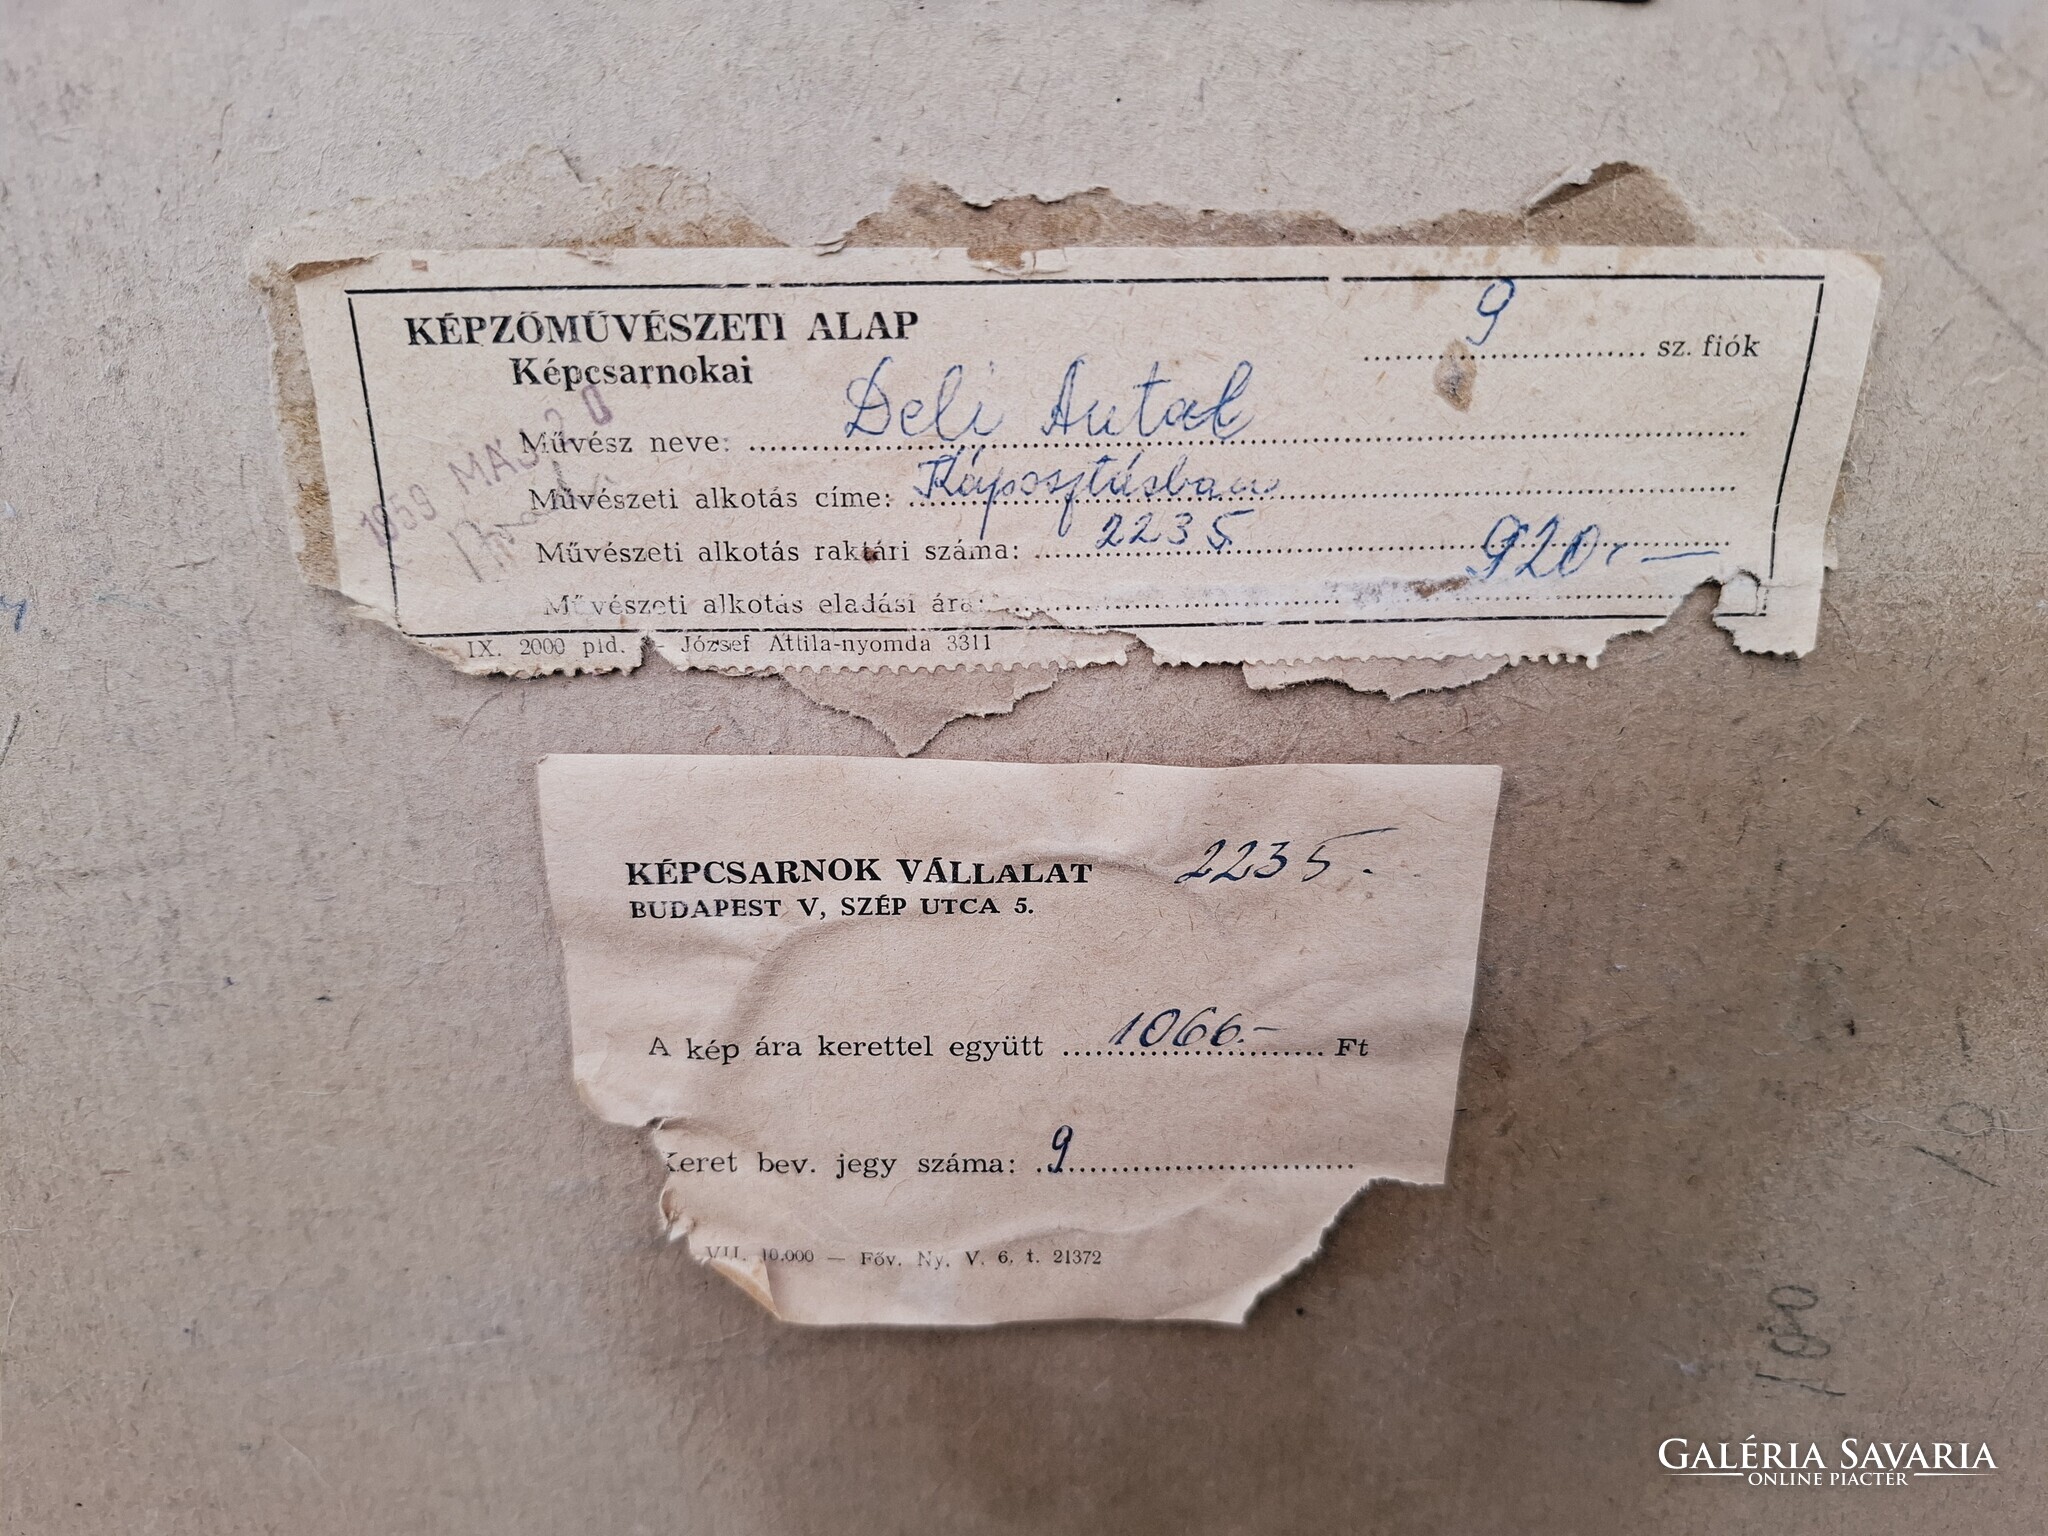 9 sz. fiók
KÉPZŐMŰVÉSZETI ALAP
Képcsarnokai
Művész neve: Deli Antal
1959 MÁJ 20
Művészeti alkotás címe: Káposztásban
Művészeti alkotás raktári száma: 2235
920.—
Művészeti alkotás eladási ára:
IX. 2000 pld. — József Attila-nyomda 3311
KÉPCSARNOK VÁLLALAT 2235.
BUDAPEST V, SZÉP UTCA 5.
A kép ára kerettel együtt 1066.— Ft
Keret bev. jegy száma: 9
VII. 10.000 — Főv. Ny. V. 6. t. 21372
GALÉRIA SAVARIA
ONLINE PIACTÉR